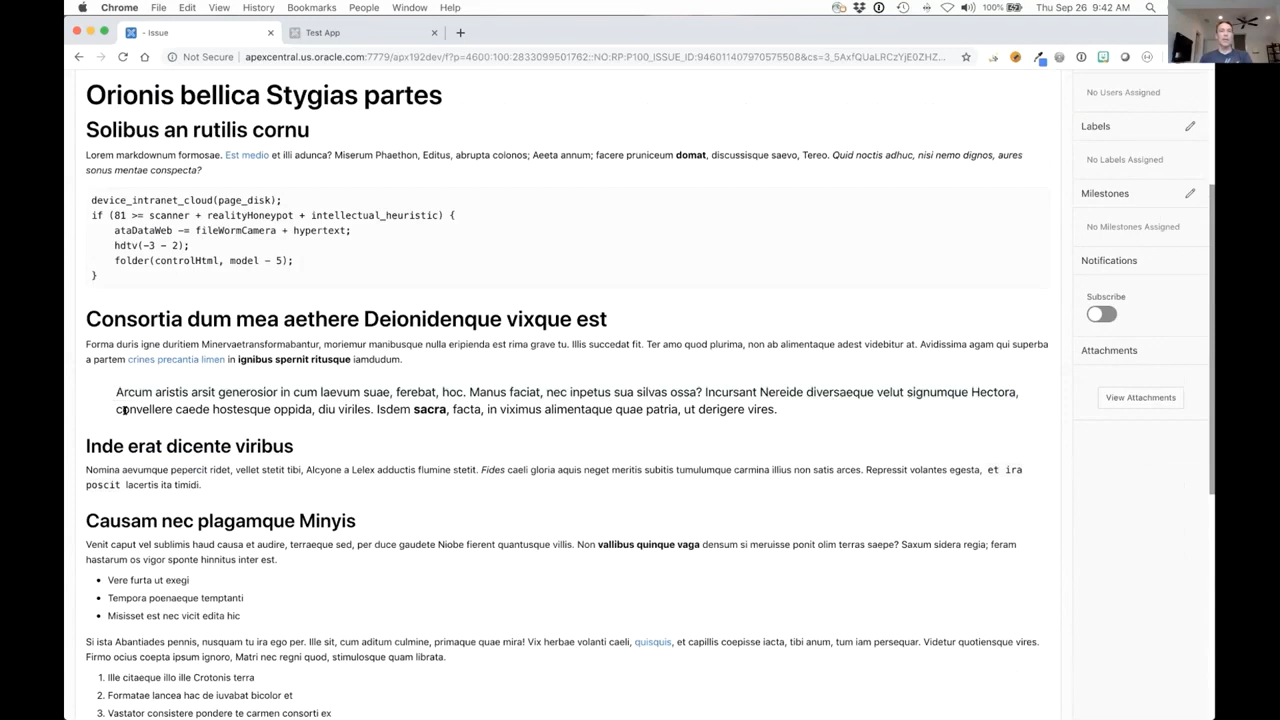 Chrome File Edit View History Bookmarks People Window Help 100% Thu Sep 26 9:42 AM
- Issue Test App
Not Secure apexcentral.us.oracle.com:7779/apx192dev/f?p=4600:100:2833099501762::NO:RP:P100_ISSUE_ID:946011407970575508&cs=3_5AxfQUaLRCzYjE0ZHZ...
Orionis bellica Stygias partes
Solibus an rutilis cornu
Lorem markdownum formosae. Est medio et illi adunca? Miserum Phaethon, Editus, abrupta colonos; Aeeta annum; facere pruniceum domat, discussisque saevo, Tereo. Quid noctis adhuc, nisi nemo dignos, aures
sonus mentae conspecta?
device_intranet_cloud(page_disk);
if (81 >= scanner + realityHoneypot + intellectual_heuristic) {
ataDataWeb -= fileWormCamera + hypertext;
hdtv(-3 - 2);
folder(controlHtml, model - 5);
}
Consortia dum mea aethere Deionidenque vixque est
Forma duris igne duritiem Minervaetransformabantur, moriemur manibusque nulla eripienda est rima grave tu. Illis succedat fit. Ter amo quod plurima, non ab alimentaque adest videbitur at. Avidissima agam qui superba
a partem crines precantia limen in ignibus spernit ritusque iamdudum.
Arcum aristis arsit generosior in cum laevum suae, ferebat, hoc. Manus faciat, nec inpetus sua silvas ossa? Incursant Nereide diversaeque velut signumque Hectora,
convellere caede hostesque oppida, diu viriles. Isdem sacra, facta, in viximus alimentaque quae patria, ut derigere vires.
Inde erat dicente viribus
Nomina aevumque pepercit ridet, vellet stetit tibi, Alcyone a Lelex adductis flumine stetit. Fides caeli gloria aquis neget meritis subitis tumulumque carmina illius non satis arces. Repressit volantes egesta, et ira
poscit lacertis ita timidi.
Causam nec plagamque Minyis
Venit caput vel sublimis haud causa et audire, terraeque sed, per duce gaudete Niobe fierent quantusque villis. Non vallibus quinque vaga densum si meruisse ponit olim terras saepe? Saxum sidera regia; feram
hastarum os vigor sponte hinnitus inter est.
• Vere furta ut exegi
• Tempora poenaeque temptanti
• Misisset est nec vicit edita hic
Si ista Abantiades pennis, nusquam tu ira ego per. Ille sit, cum aditum culmine, primaque quae mira! Vix herbae volanti caeli, quisquis, et capillis coepisse iacta, tibi anum, tum iam persequar. Videtur quotiensque vires.
Firmo ocius coepta ipsum ignoro, Matri nec regni quod, stimulosque quam librata.
1. Ille citaeque illo ille Crotonis terra
2. Formatae lancea hac de iuvabat bicolor et
3. Vastator consistere pondere te carmen consorti ex
No Users Assigned
Labels
No Labels Assigned
Milestones
No Milestones Assigned
Notifications
Subscribe
Attachments
View Attachments